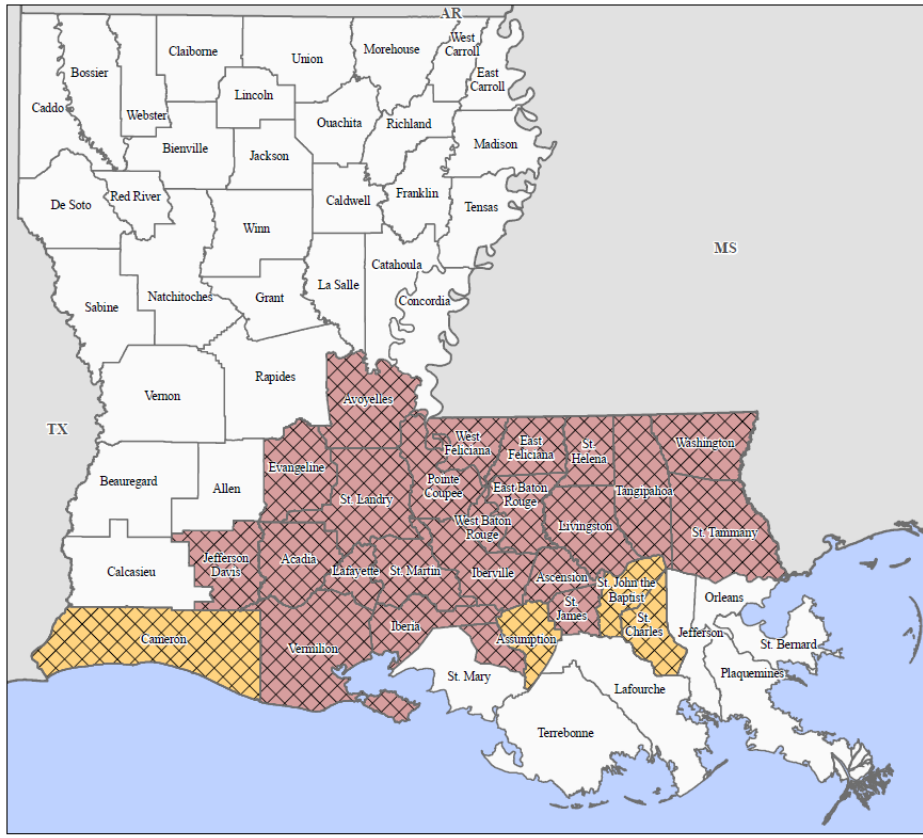 AR
Claiborne
Union
Morehouse
West
Carroll
East
Carroll
Bossier
Caddo
Webster
Lincoln
Ouachita
Richland
Madison
Bienville
Jackson
De Soto
Red River
Caldwell
Franklin
Tensas
Winn
Catahoula
MS
Sabine
Natchitoches
Grant
La Salle
Concordia
Vernon
Rapides
TX
Avoyelles
West
Feliciana
East
Feliciana
St.
Helena
Washington
Beauregard
Allen
Evangeline
St. Landry
Pointe
Coupee
East Baton
Rouge
Tangipahoa
West Baton
Rouge
Livingston
St. Tammany
Calcasieu
Jefferson
Davis
Acadia
Lafayette
St. Martin
Iberville
Ascension
St. John the
Baptist
Orleans
St.
James
St.
Charles
Cameron
Vermilion
Iberia
Assumption
Jefferson
St. Bernard
St. Mary
Plaquemines
Lafourche
Terrebonne